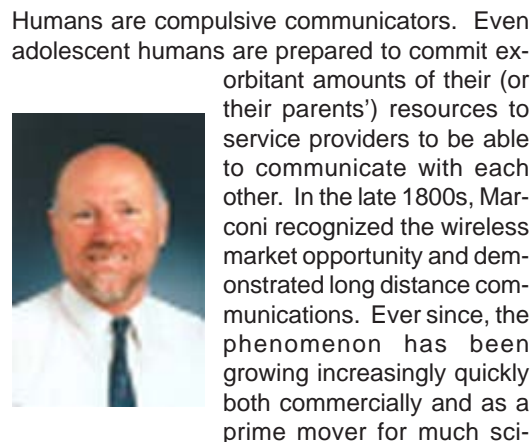 Humans are compulsive communicators. Even
adolescent humans are prepared to commit ex-
orbitant amounts of their (or
their parents') resources to
service providers to be able
to communicate with each
other. In the late 1800s, Mar-
coni recognized the wireless
market opportunity and dem-
onstrated long distance com-
munications. Ever since, the
phenomenon has been
growing increasingly quickly
both commercially and as a
prime mover for much sci-